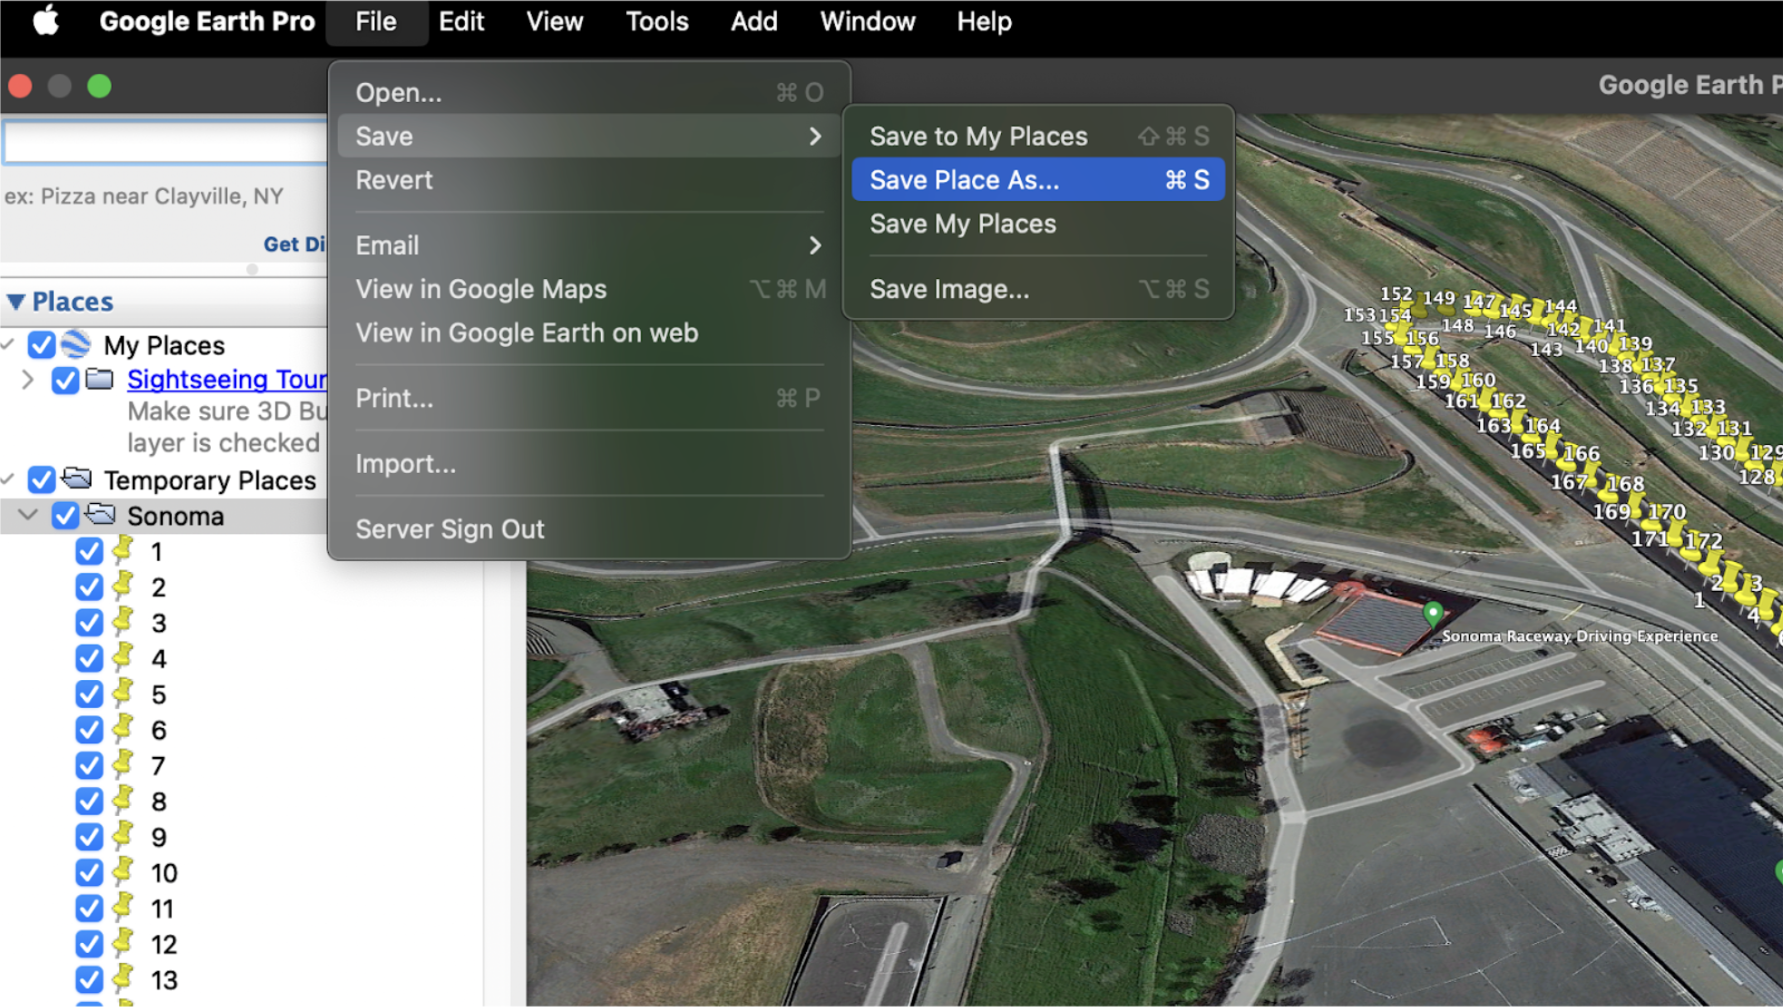 Google Earth Pro File Edit View Tools Add Window Help
Google Earth P
Open... ⌘ O
Save
Revert
Email
View in Google Maps ⌥⌘ M
View in Google Earth on web
Print... ⌘ P
Import...
Server Sign Out
Save to My Places ⇧⌘ S
Save Place As... ⌘ S
Save My Places
Save Image... ⌥⌘ S
ex: Pizza near Clayville, NY
Get Di
Places
My Places
Sightseeing Tour
Make sure 3D Bu
layer is checked
Temporary Places
Sonoma
1
2
3
4
5
6
7
8
9
10
11
12
13
152 149 147 145 144
153 154 148 146 142 141
155 156 143 140 139
157 158 138 137
159 160 136 135
161 162 134 133
163 164 132 131
165 166 130 129
167 168 128
169 170
171 172
2 3
1 4
Sonoma Raceway Driving Experience